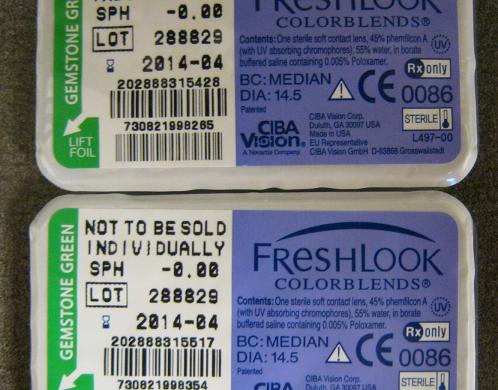 GEMSTONE GREEN
LIFT
FOIL
SPH -0.00
LOT 288829
2014-04
202888315428
730821998265
FRESHLOOK
COLORBLENDS®
Contents: One sterile soft contact lens, 45% phemfilcon A
(with UV absorbing chromophores), 55% water, in borate
buffered saline containing 0.005% Poloxamer.
UV
Rx only
BC: MEDIAN
DIA: 14.5
CE 0086
Patented
STERILE
L497-00
CIBA
Vision®
A Novartis Company
CIBA Vision Corp.
Duluth, GA 30097 USA
Made in USA
EU Representative
CIBA Vision GmbH D-63868 Grosswallstadt
GEMSTONE GREEN
NOT TO BE SOLD
INDIVIDUALLY
SPH -0.00
LOT 288829
2014-04
202888315517
730821998354
FRESHLOOK
COLORBLENDS®
Contents: One sterile soft contact lens, 45% phemfilcon A
(with UV absorbing chromophores), 55% water, in borate
buffered saline containing 0.005% Poloxamer.
UV
Rx only
BC: MEDIAN
DIA: 14.5
CE 0086
Patented
STERILE
CIBA
CIBA Vision Corp.
Duluth, GA 30097 USA